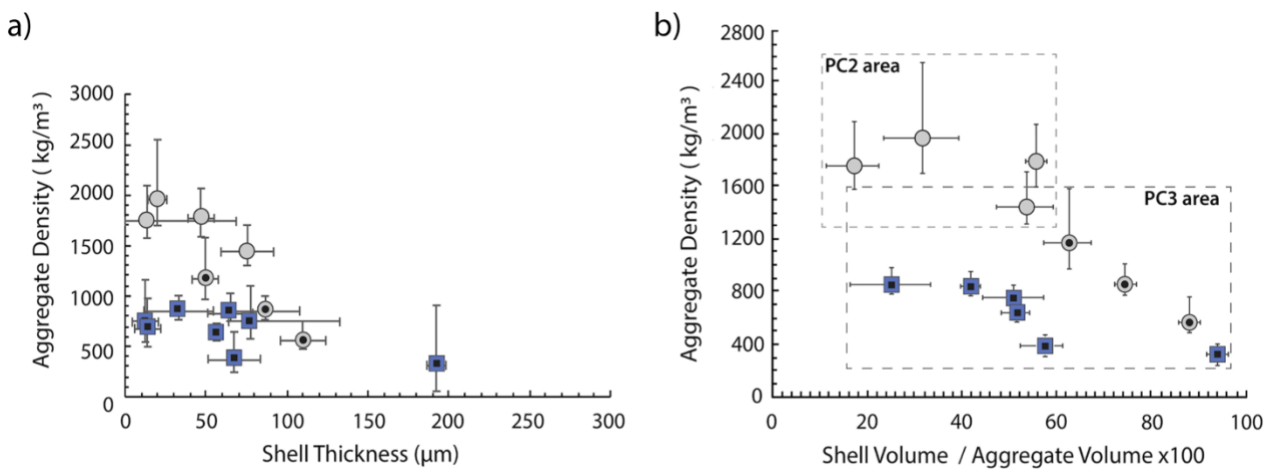 a)
Aggregate Density ( kg/m³ )
3000
2500
2000
1500
1000
500
0
0 50 100 150 200 250 300
Shell Thickness (μm)
b)
Aggregate Density ( kg/m³ )
2800
2400
2000
1600
1200
800
400
0
PC2 area
PC3 area
0 20 40 60 80 100
Shell Volume / Aggregate Volume x100